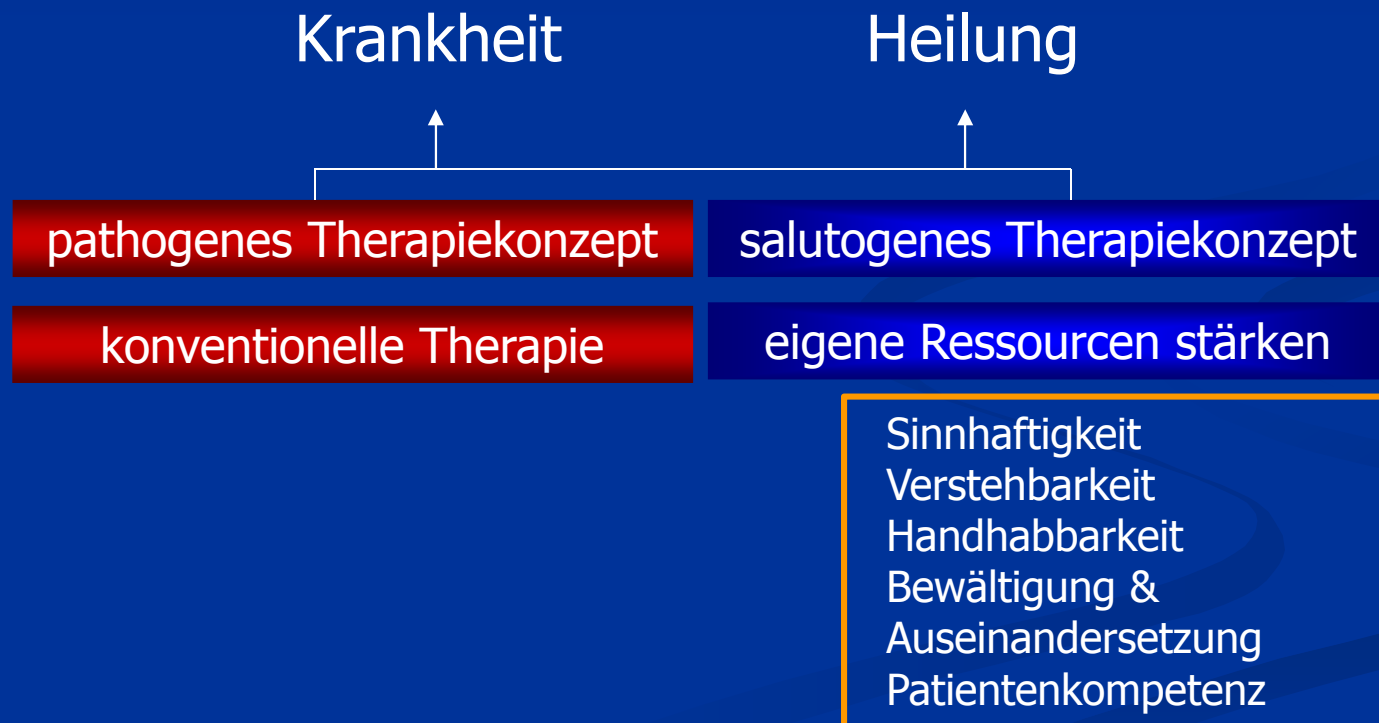 Krankheit
Heilung
pathogenes Therapiekonzept
salutogenes Therapiekonzept
konventionelle Therapie
eigene Ressourcen stärken
Sinnhaftigkeit
Verstehbarkeit
Handhabbarkeit
Bewältigung &
Auseinandersetzung
Patientenkompetenz